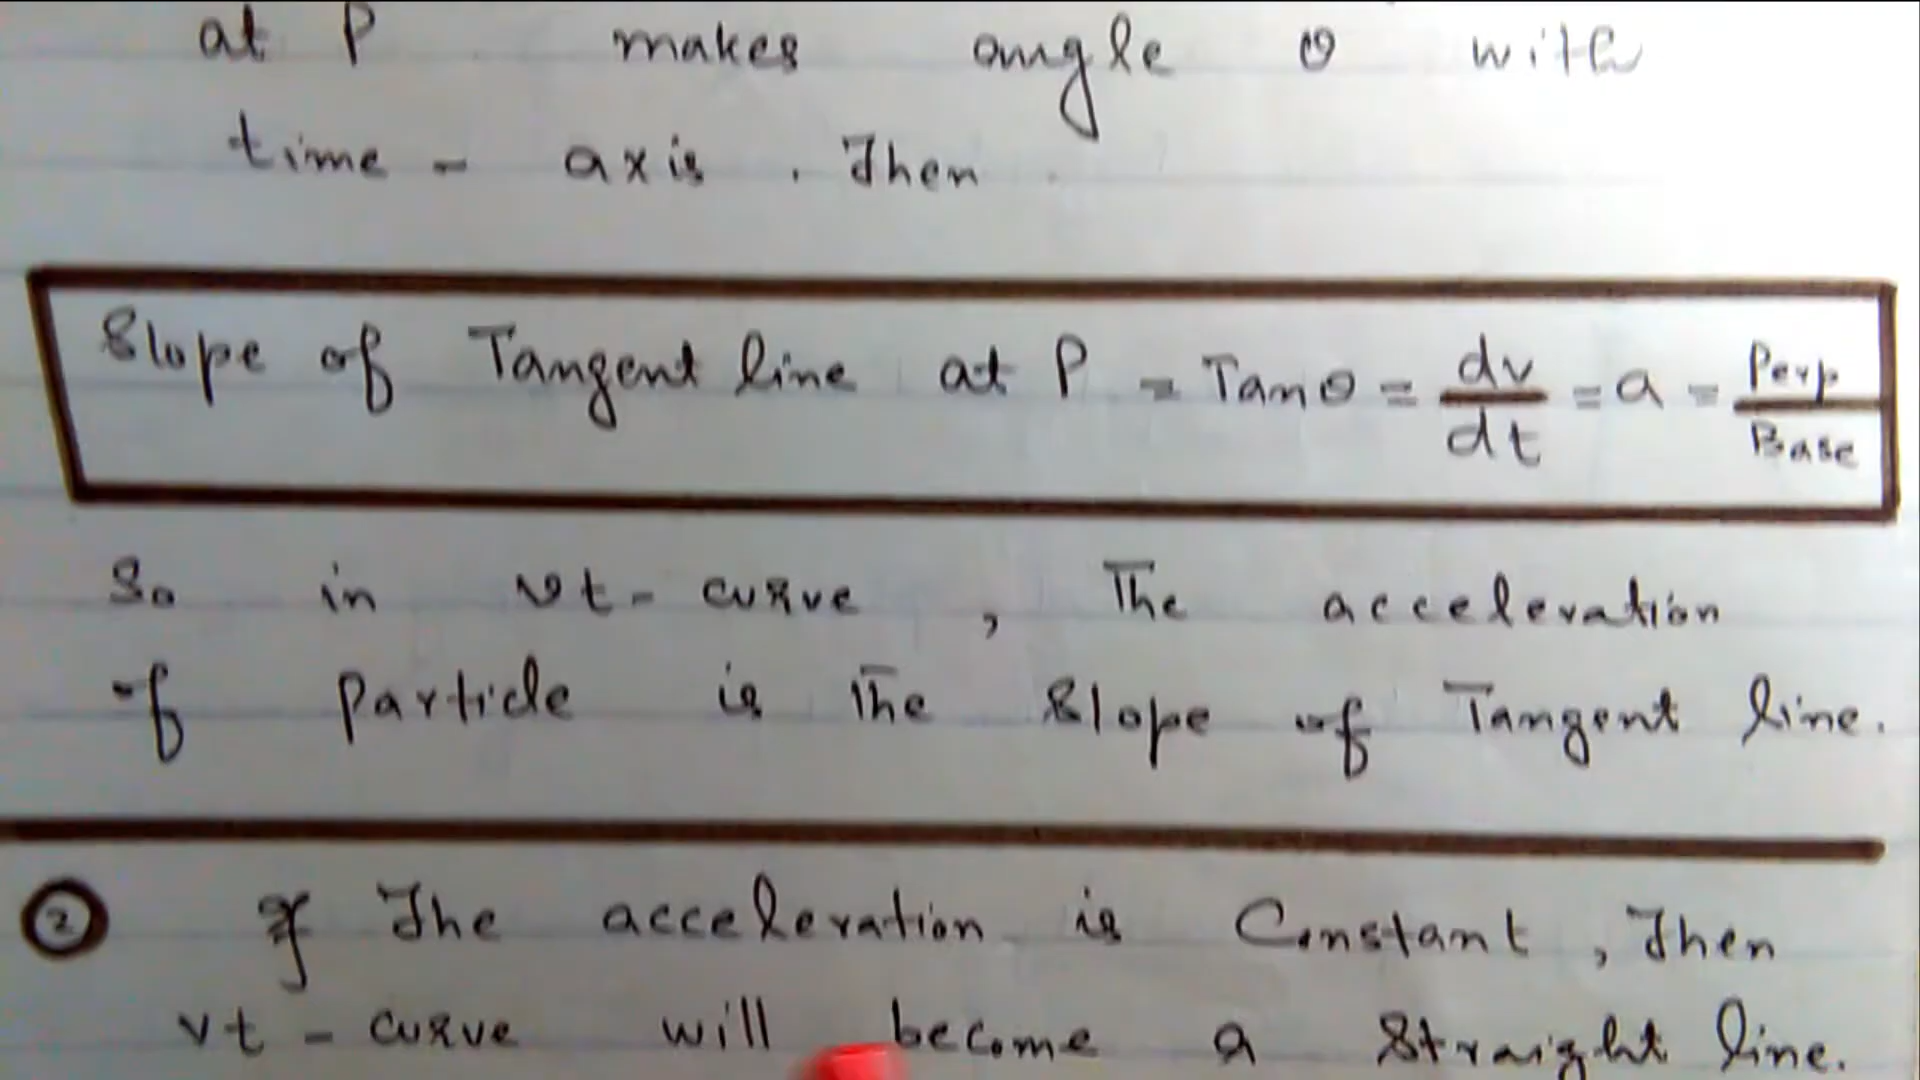 at P makes angle θ with
time - axis . Then
Slope of Tangent line at P = Tanθ = dv/dt = a = Perp/Base
So in vt - curve , The acceleration
of Particle is The Slope of Tangent line.
② If The acceleration is Constant , Then
vt - curve will become a Straight line.